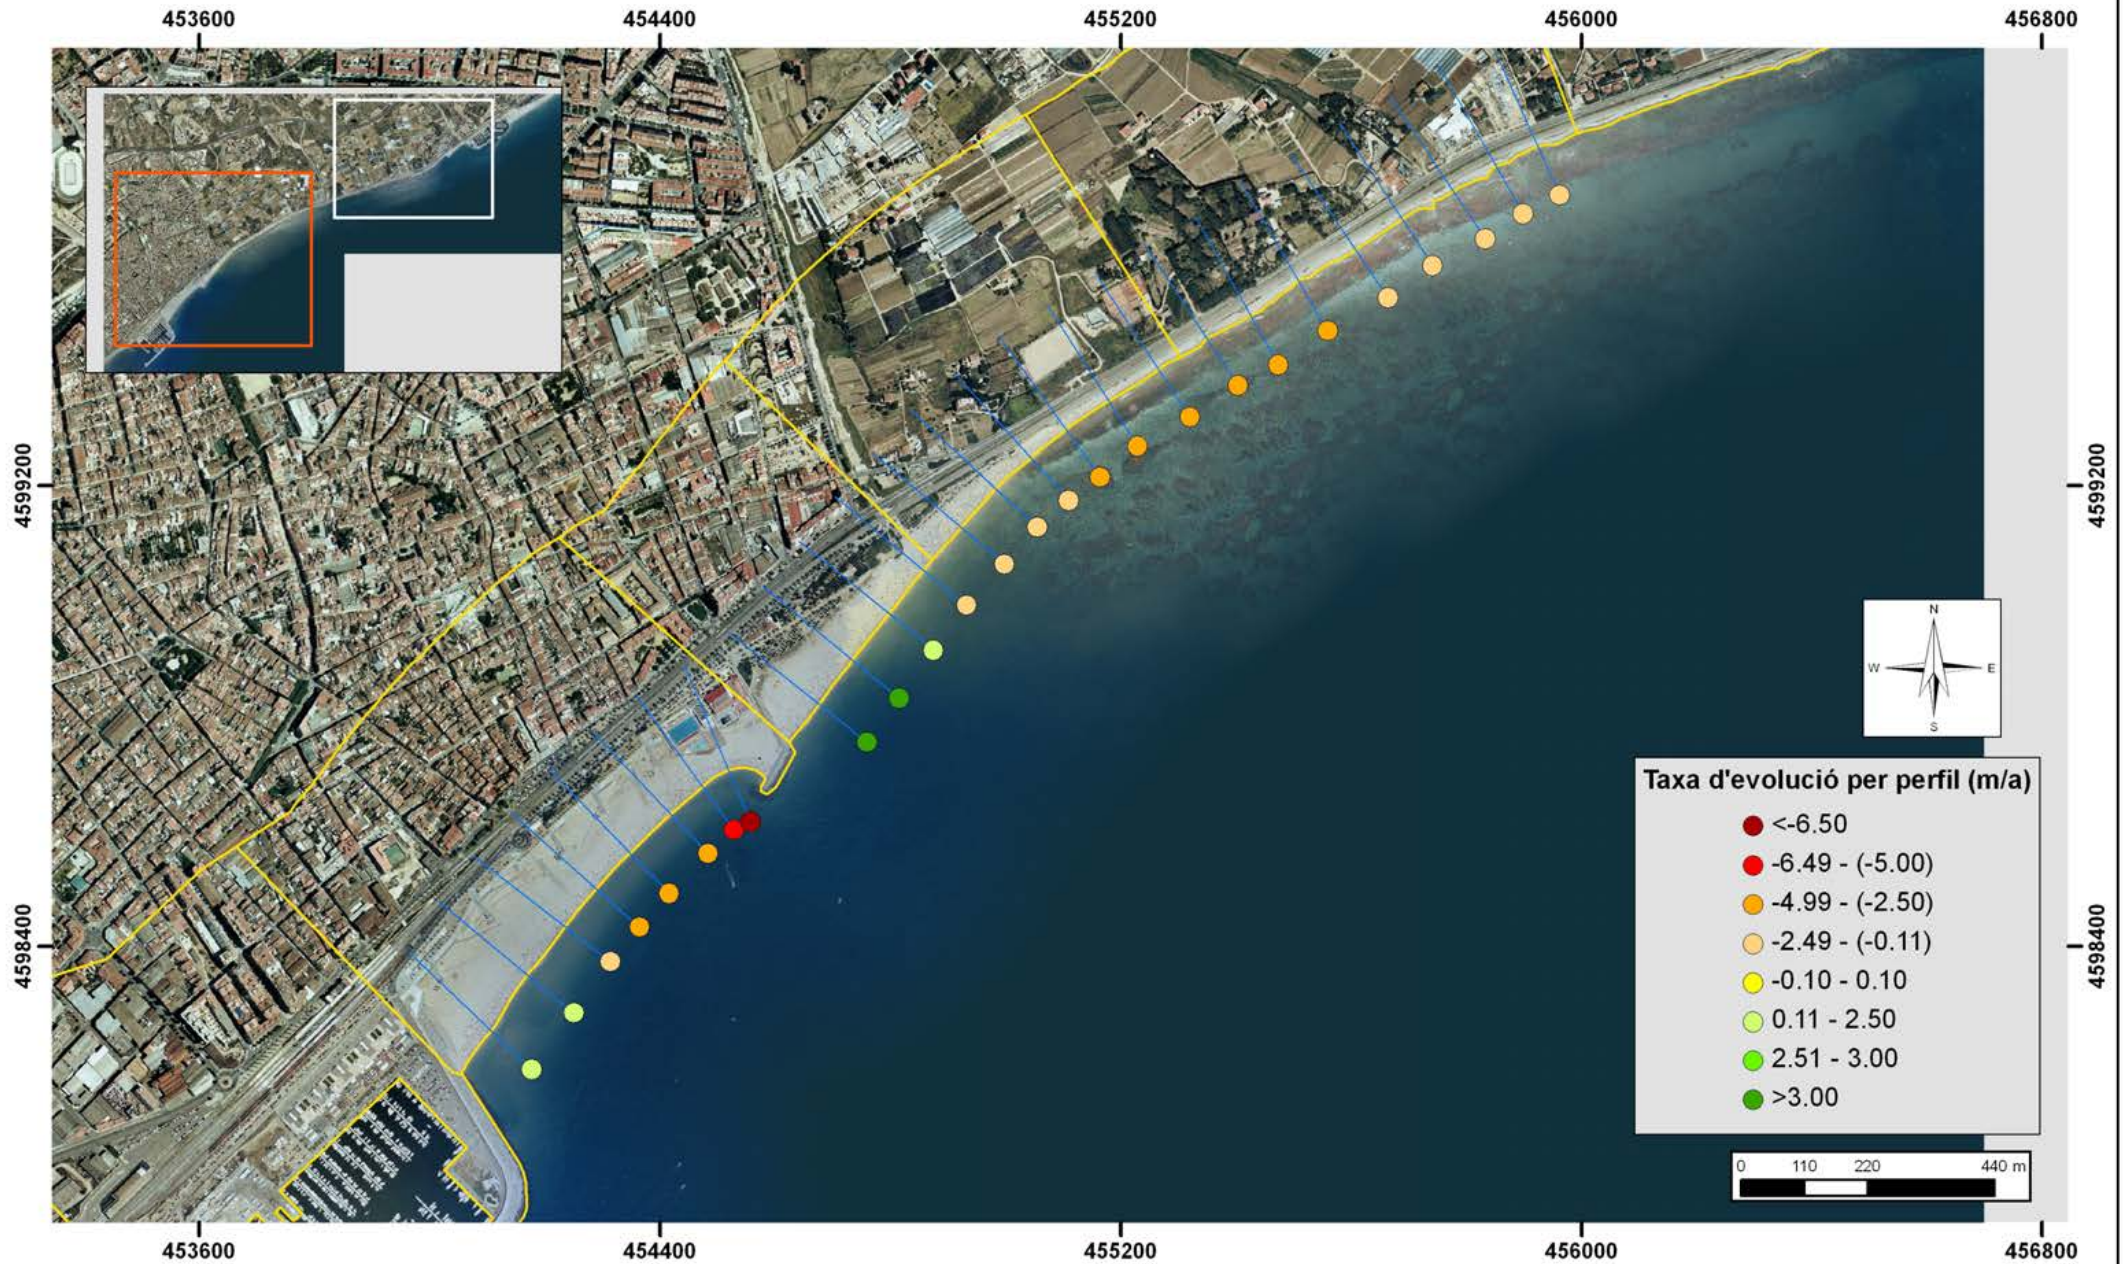 453600 454400 455200 456000 456800
4599200 4599200
N
W E
S
Taxa d'evolució per perfil (m/a)
<-6.50
-6.49 - (-5.00)
-4.99 - (-2.50)
-2.49 - (-0.11)
-0.10 - 0.10
0.11 - 2.50
2.51 - 3.00
>3.00
4598400 4598400
0 110 220 440 m
453600 454400 455200 456000 456800